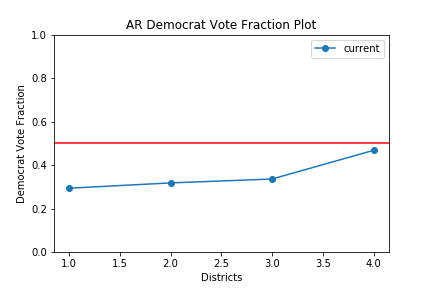 AR Democrat Vote Fraction Plot
current
Democrat Vote Fraction
1.0
0.8
0.6
0.4
0.2
0.0
1.0 1.5 2.0 2.5 3.0 3.5 4.0
Districts